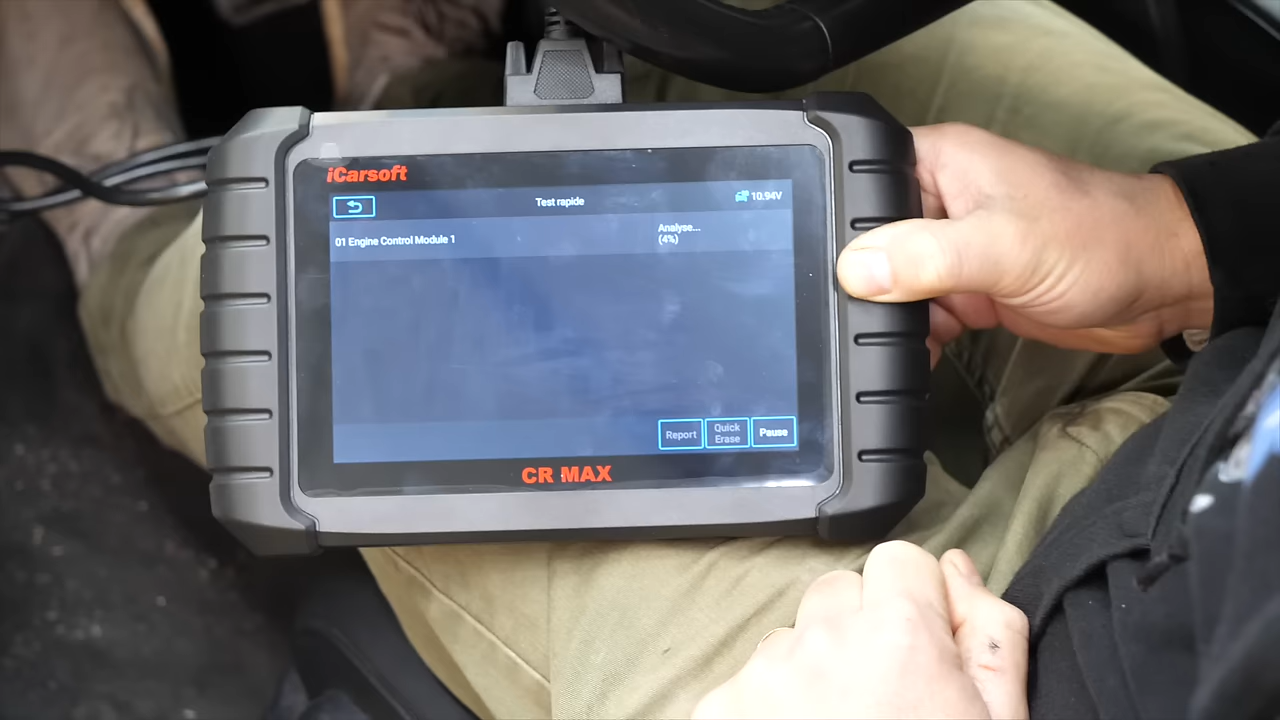 iCarsoft
Test rapide
10.94V
01 Engine Control Module 1
Analyse...
(4%)
Report
Quick
Erase
Pause
CR MAX